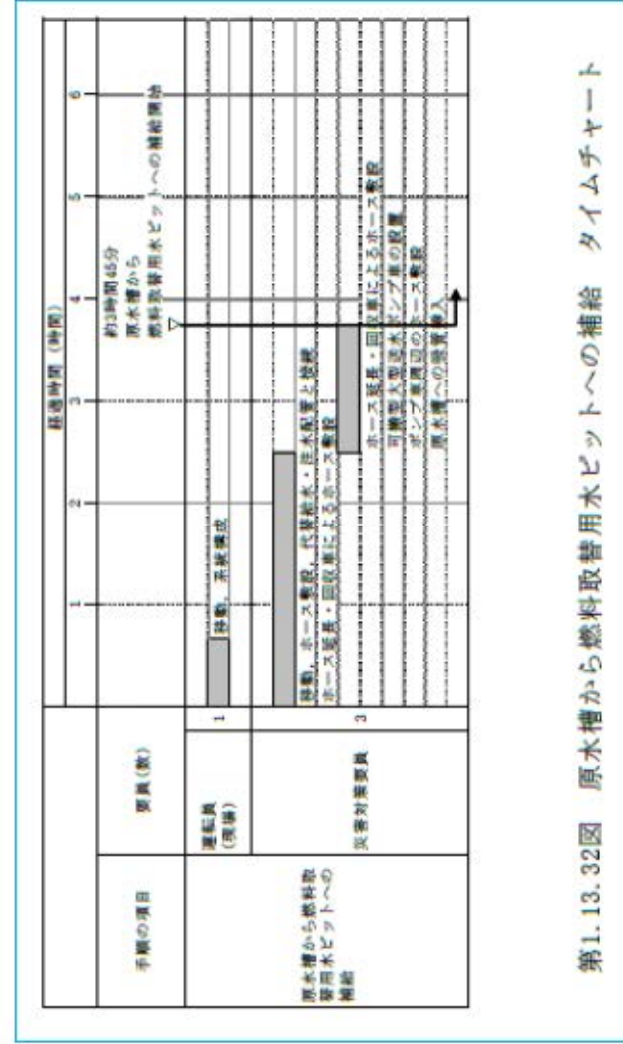 経過時間(時間)
手順の項目
要員(数)
1
2
3
4
5
6
約3時間45分
原水槽から
燃料取替用水ピットへの補給開始
▽
原水槽から燃料取
替用水ピットへの
補給
運転員
(現場)
1
移動,系統構成
災害対策要員
3
移動,ホース敷設,代替給水・注水配管と接続
ホース延長・回収車によるホース敷設
ホース延長・回収車によるホース敷設
可搬型大型送水ポンプ車の設置
ポンプ車周辺のホース敷設
原水槽への吸管挿入
第1.13.32図 原水槽から燃料取替用水ピットへの補給 タイムチャート